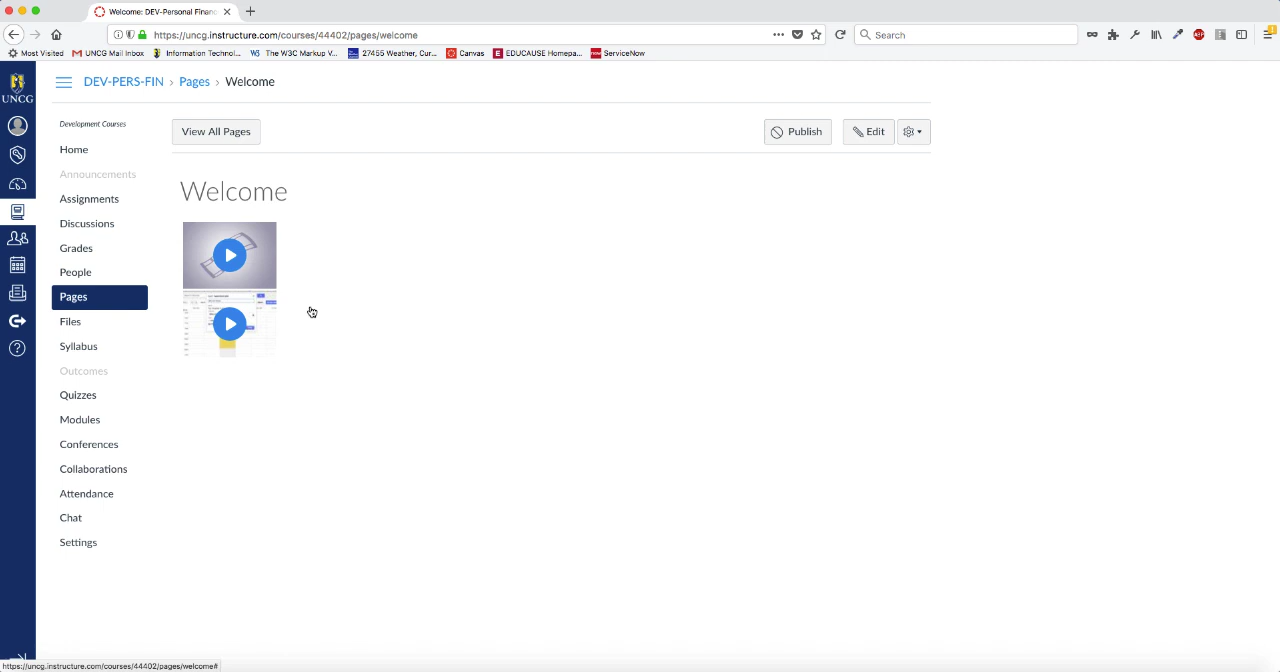 Welcome: DEV-Personal Financ
https://uncg.instructure.com/courses/44402/pages/welcome
Search
Most Visited
UNCG Mail Inbox
Information Technol...
The W3C Markup V...
27455 Weather, Cur...
Canvas
EDUCAUSE Homepa...
ServiceNow
UNCG
DEV-PERS-FIN › Pages › Welcome
Development Courses
View All Pages
Publish
Edit
Home
Announcements
Assignments
Discussions
Grades
People
Pages
Files
Syllabus
Outcomes
Quizzes
Modules
Conferences
Collaborations
Attendance
Chat
Settings
Welcome
https://uncg.instructure.com/courses/44402/pages/welcome#